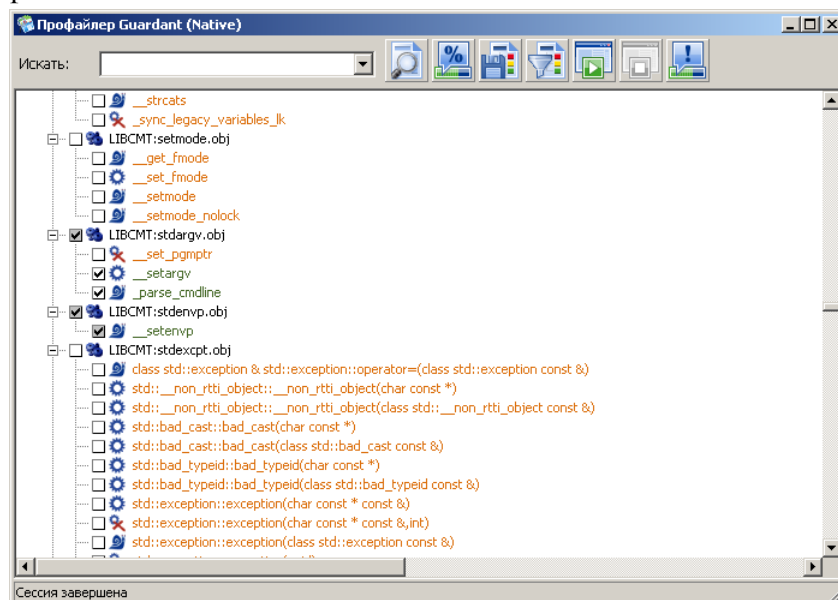 Профайлер Guardant (Native)
Искать:
__strcats
_sync_legacy_variables_lk
LIBCMT:setmode.obj
__get_fmode
__set_fmode
__setmode
__setmode_nolock
LIBCMT:stdargv.obj
__set_pgmptr
__setargv
_parse_cmdline
LIBCMT:stdenvp.obj
__setenvp
LIBCMT:stdexcpt.obj
class std::exception & std::exception::operator=(class std::exception const &)
std::__non_rtti_object::__non_rtti_object(char const *)
std::__non_rtti_object::__non_rtti_object(class std::__non_rtti_object const &)
std::bad_cast::bad_cast(char const *)
std::bad_cast::bad_cast(class std::bad_cast const &)
std::bad_typeid::bad_typeid(char const *)
std::bad_typeid::bad_typeid(class std::bad_typeid const &)
std::exception::exception(char const * const &)
std::exception::exception(char const * const &,int)
std::exception::exception(class std::exception const &)
Сессия завершена